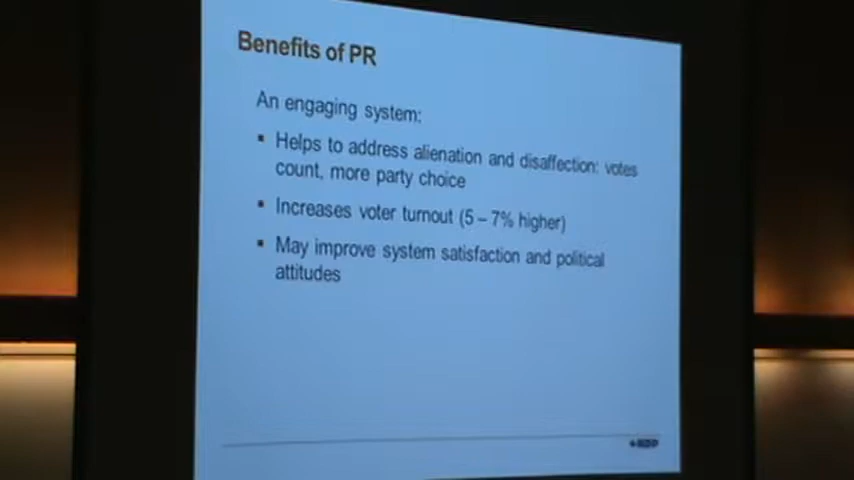 Benefits of PR
An engaging system:
▪ Helps to address alienation and disaffection: votes
count, more party choice
▪ Increases voter turnout (5 – 7% higher)
▪ May improve system satisfaction and political
attitudes